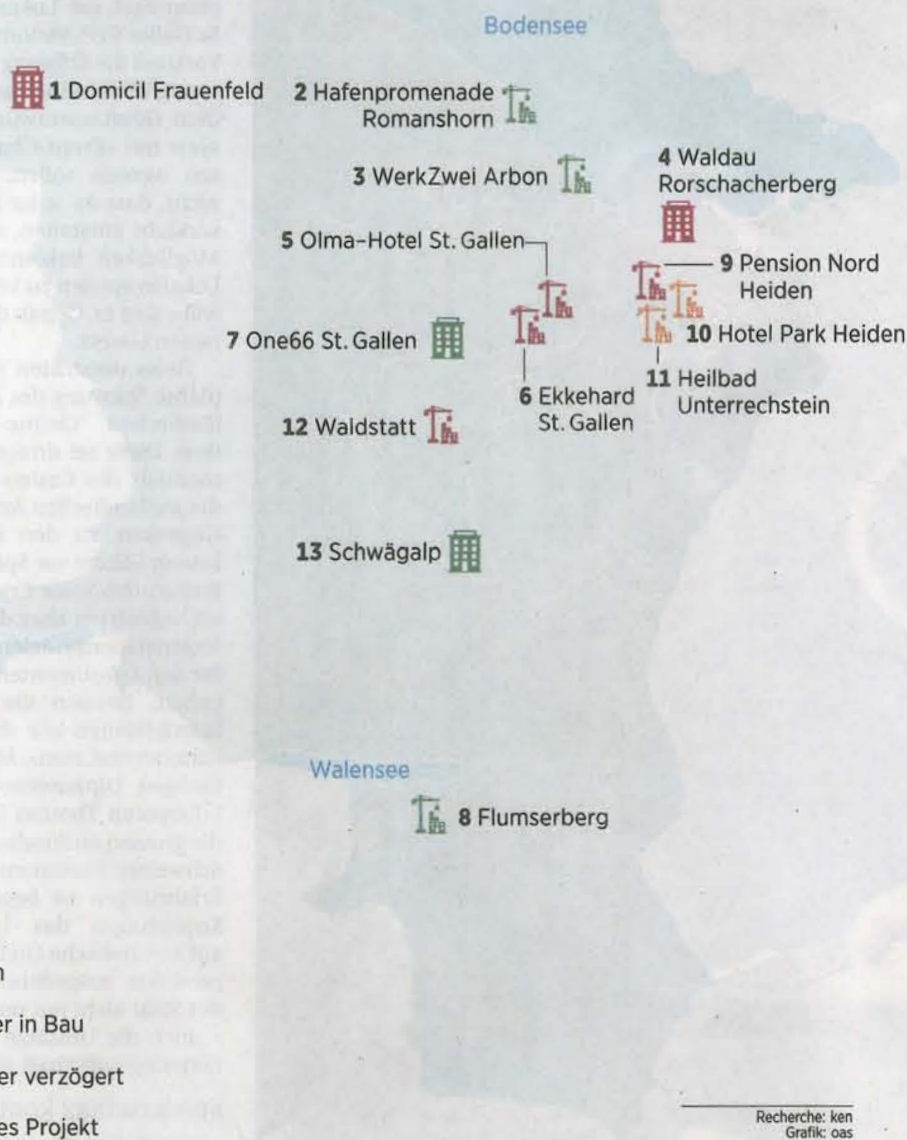 Bodensee
1 Domicil Frauenfeld
2 Hafenpromenade
Romanshorn
3 WerkZwei Arbon
4 Waldau
Rorschacherberg
5 Olma-Hotel St. Gallen
9 Pension Nord
Heiden
7 One66 St. Gallen
10 Hotel Park Heiden
6 Ekkehard
St. Gallen
11 Heilbad
Unterrechstein
12 Waldstatt
13 Schwägalp
Walensee
8 Flumserberg
er in Bau
er verzögert
es Projekt
Recherche: ken
Grafik: oas